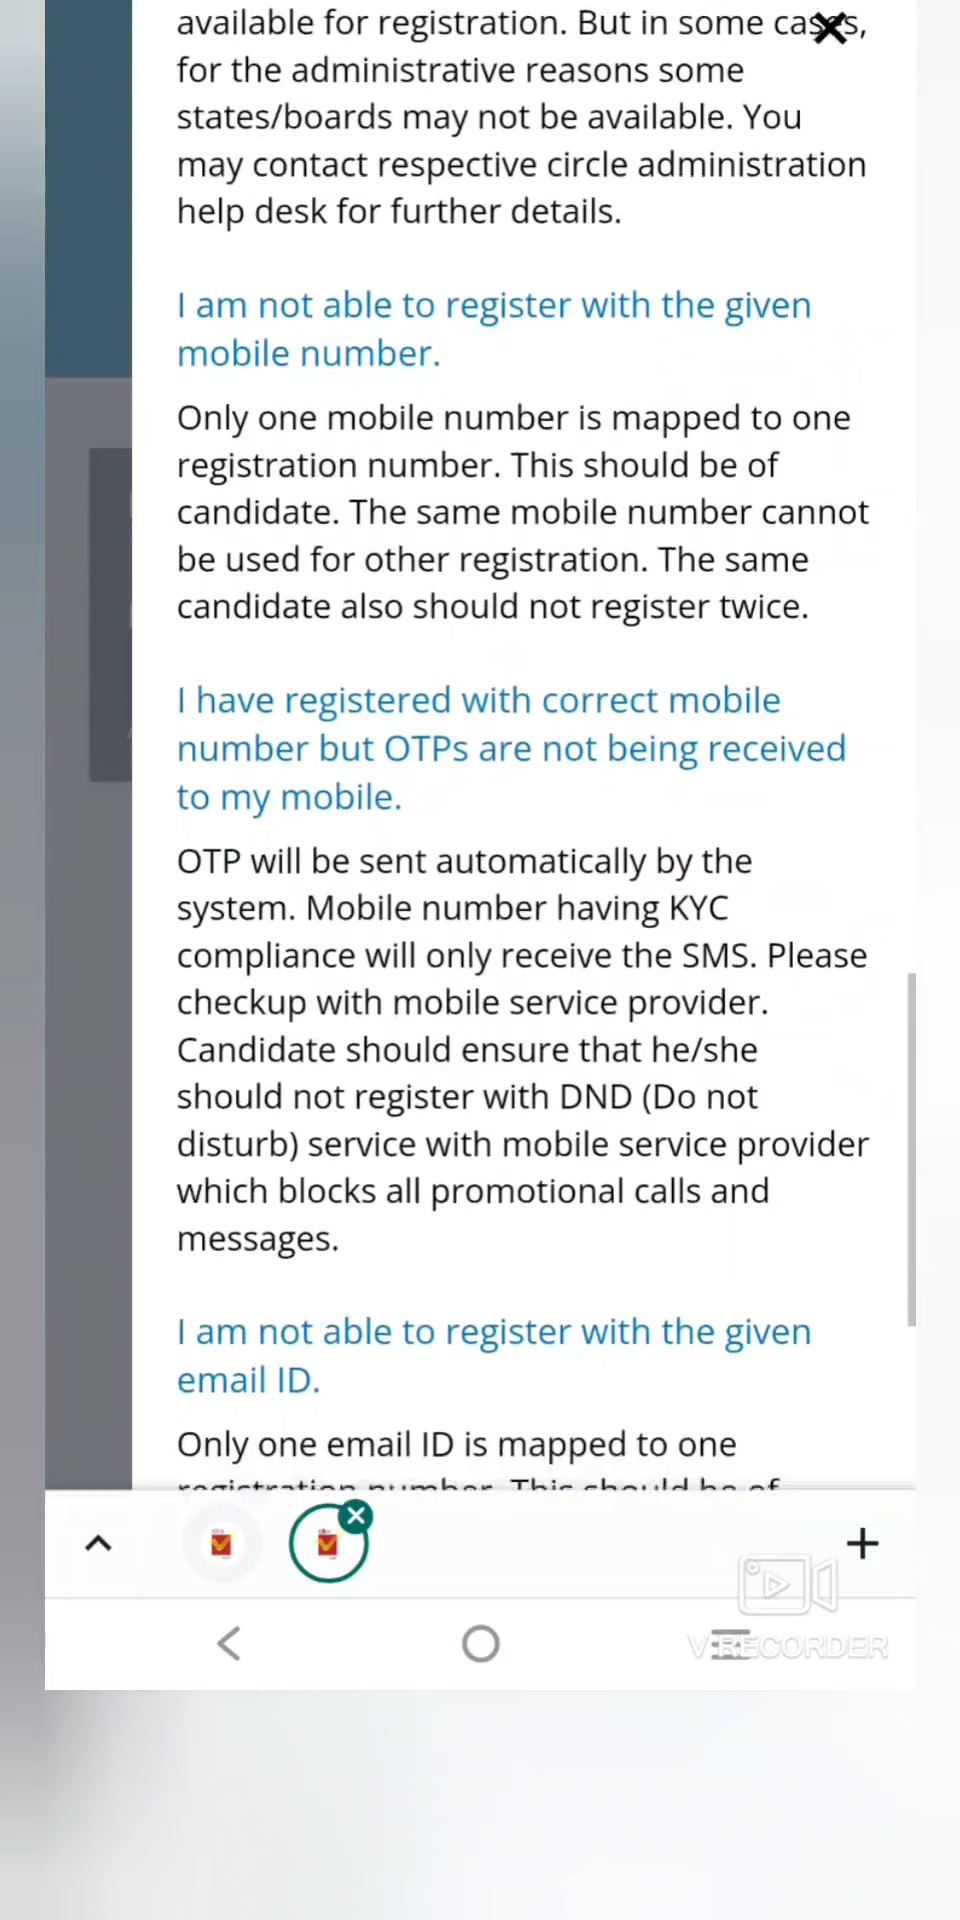 available for registration. But in some cases,
for the administrative reasons some
states/boards may not be available. You
may contact respective circle administration
help desk for further details.
I am not able to register with the given
mobile number.
Only one mobile number is mapped to one
registration number. This should be of
candidate. The same mobile number cannot
be used for other registration. The same
candidate also should not register twice.
I have registered with correct mobile
number but OTPs are not being received
to my mobile.
OTP will be sent automatically by the
system. Mobile number having KYC
compliance will only receive the SMS. Please
checkup with mobile service provider.
Candidate should ensure that he/she
should not register with DND (Do not
disturb) service with mobile service provider
which blocks all promotional calls and
messages.
I am not able to register with the given
email ID.
Only one email ID is mapped to one
registration number. This should be of
VRECORDER